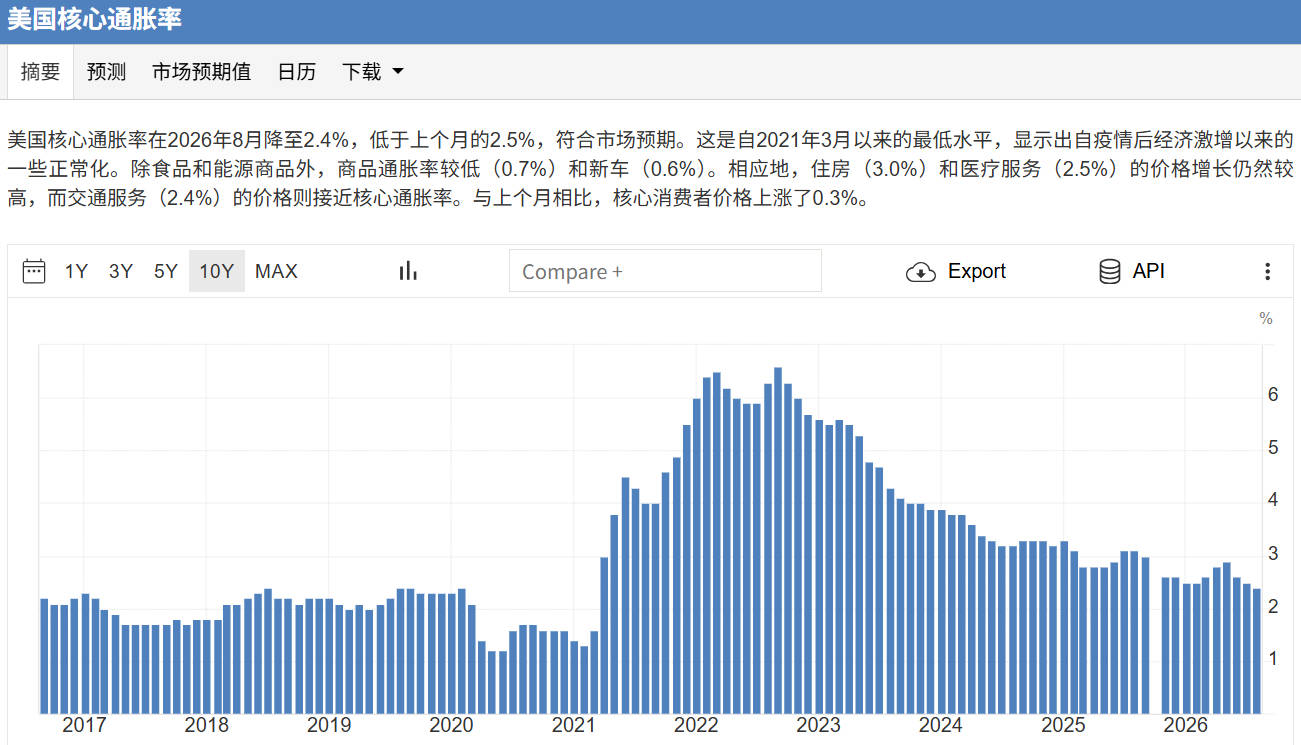 美国核心通胀率
摘要 预测 市场预期值 日历 下载
美国核心通胀率在2026年8月降至2.4%，低于上个月的2.5%，符合市场预期。这是自2021年3月以来的最低水平，显示出自疫情后经济激增以来的
一些正常化。除食品和能源商品外，商品通胀率较低（0.7%）和新车（0.6%）。相应地，住房（3.0%）和医疗服务（2.5%）的价格增长仍然较
高，而交通服务（2.4%）的价格则接近核心通胀率。与上个月相比，核心消费者价格上涨了0.3%。
1Y 3Y 5Y 10Y MAX Compare + Export API
%
6
5
4
3
2
1
2017 2018 2019 2020 2021 2022 2023 2024 2025 2026